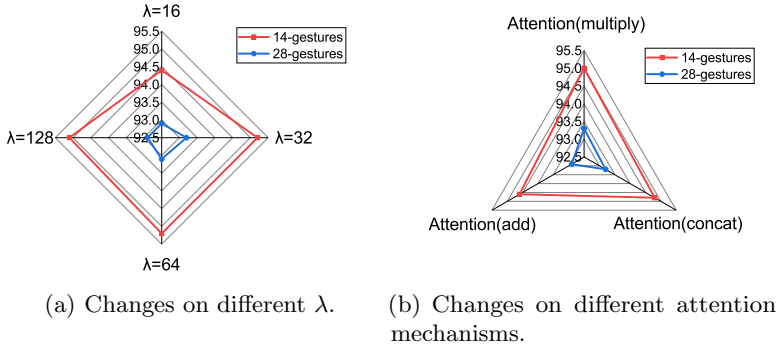 λ=16
95.5
95.0
94.5
94.0
93.5
93.0
92.5
λ=128
λ=32
λ=64
14-gestures
28-gestures
(a) Changes on different λ.
Attention(multiply)
95.5
95.0
94.5
94.0
93.5
93.0
92.5
Attention(add)
Attention(concat)
14-gestures
28-gestures
(b) Changes on different attention
mechanisms.